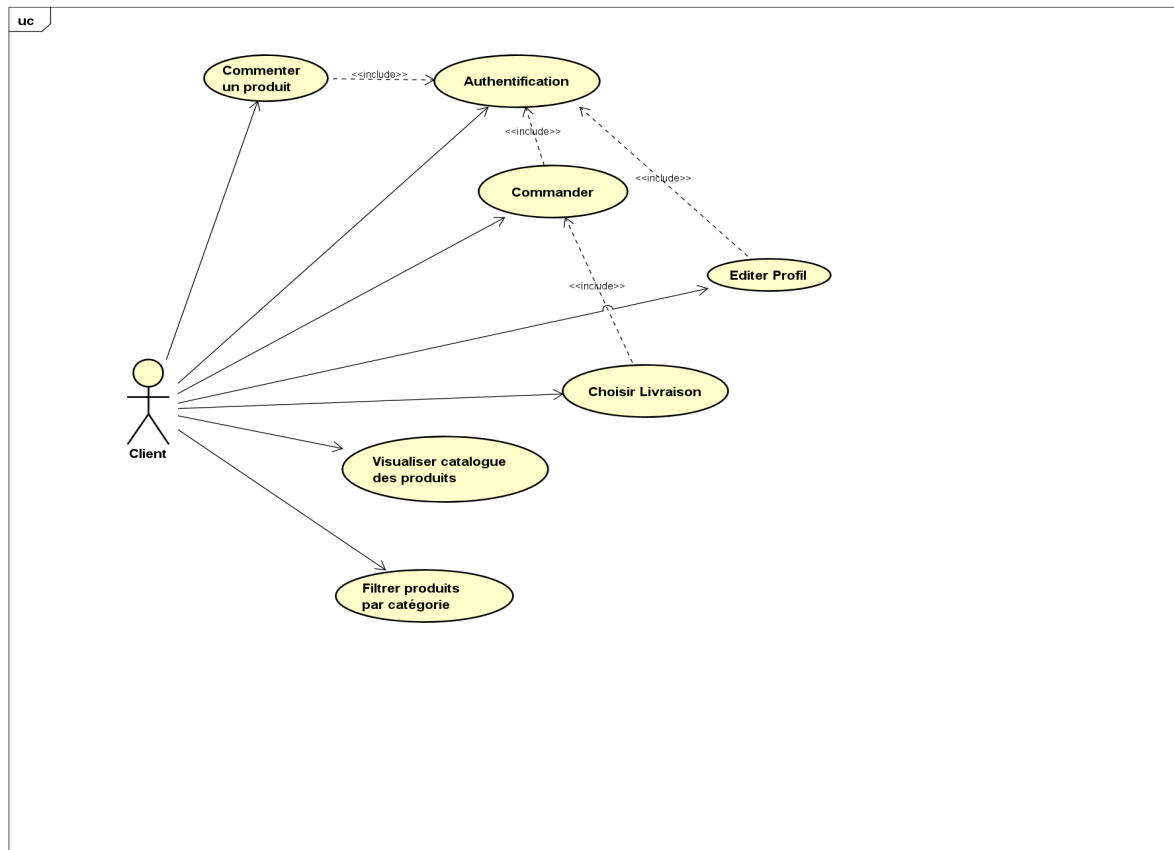 uc
Commenter
un produit
<<include>>
Authentification
<<include>>
Commander
<<include>>
Editer Profil
<<include>>
Choisir Livraison
Client
Visualiser catalogue
des produits
Filtrer produits
par catégorie